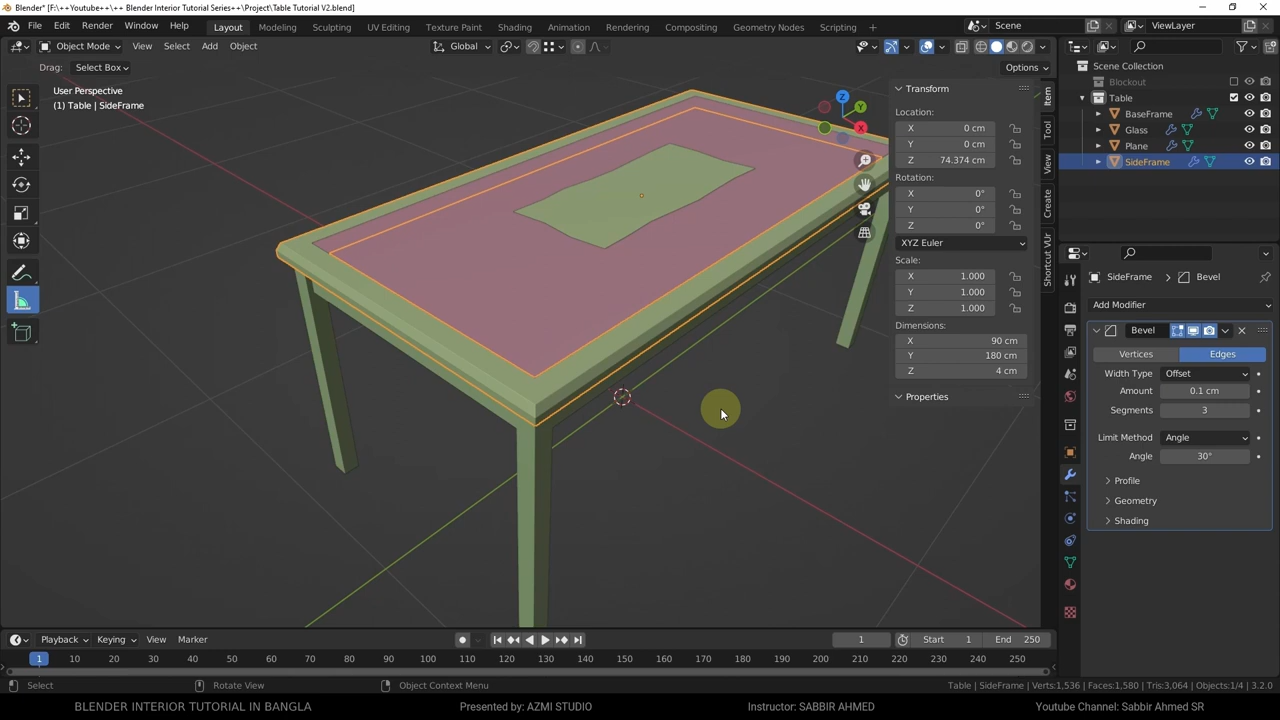 Blender* [F:\++Youtube++\++ Blender Interior Tutorial Series++\Project\Table Tutorial V2.blend]
File Edit Render Window Help Layout Modeling Sculpting UV Editing Texture Paint Shading Animation Rendering Compositing Geometry Nodes Scripting Scene ViewLayer
Object Mode View Select Add Object Global
Drag: Select Box Options
User Perspective
(1) Table | SideFrame
Z
Y
X
Transform
Location:
X 0 cm
Y 0 cm
Z 74.374 cm
Rotation:
X 0°
Y 0°
Z 0°
XYZ Euler
Scale:
X 1.000
Y 1.000
Z 1.000
Dimensions:
X 90 cm
Y 180 cm
Z 4 cm
Properties
Item
Tool
View
Create
Shortcut VUr
Scene Collection
Blockout
Table
BaseFrame
Glass
Plane
SideFrame
SideFrame > Bevel
Add Modifier
Bevel
Vertices Edges
Width Type Offset
Amount 0.1 cm
Segments 3
Limit Method Angle
Angle 30°
Profile
Geometry
Shading
Playback Keying View Marker 1 Start 1 End 250
1 10 20 30 40 50 60 70 80 90 100 110 120 130 140 150 160 170 180 190 200 210 220 230 240 250
Select Rotate View Object Context Menu Table | SideFrame | Verts:1,536 | Faces:1,580 | Tris:3,064 | Objects:1/4 | 3.2.0
BLENDER INTERIOR TUTORIAL IN BANGLA Presented by: AZMI STUDIO Instructor: SABBIR AHMED Youtube Channel: Sabbir Ahmed SR